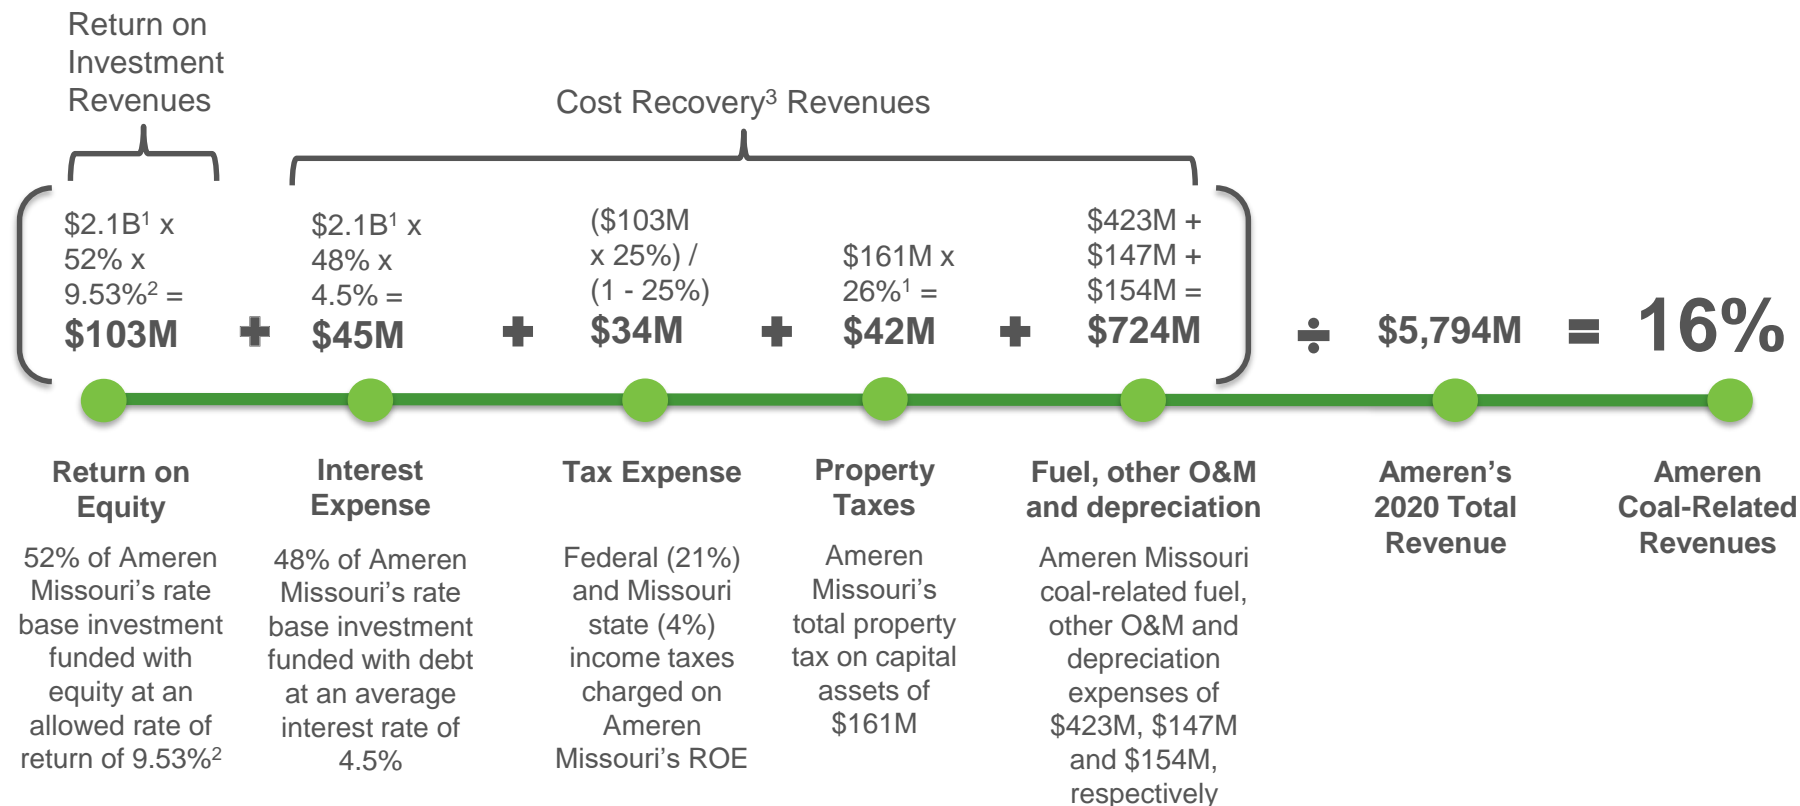 Return on
Investment
Revenues
Cost Recovery³ Revenues
$2.1B¹ x
52% x
9.53%² =
$103M
+
$2.1B¹ x
48% x
4.5% =
$45M
+
($103M
x 25%) /
(1 - 25%)
$34M
+
$161M x
26%¹ =
$42M
+
$423M +
$147M +
$154M =
$724M
÷
$5,794M
=
16%
Return on
Equity
52% of Ameren
Missouri’s rate
base investment
funded with
equity at an
allowed rate of
return of 9.53%²
Interest
Expense
48% of Ameren
Missouri’s rate
base investment
funded with debt
at an average
interest rate of
4.5%
Tax Expense
Federal (21%)
and Missouri
state (4%)
income taxes
charged on
Ameren
Missouri’s ROE
Property
Taxes
Ameren
Missouri’s
total property
tax on capital
assets of
$161M
Fuel, other O&M
and depreciation
Ameren Missouri
coal-related fuel,
other O&M and
depreciation
expenses of
$423M, $147M
and $154M,
respectively
Ameren’s
2020 Total
Revenue
Ameren
Coal-Related
Revenues